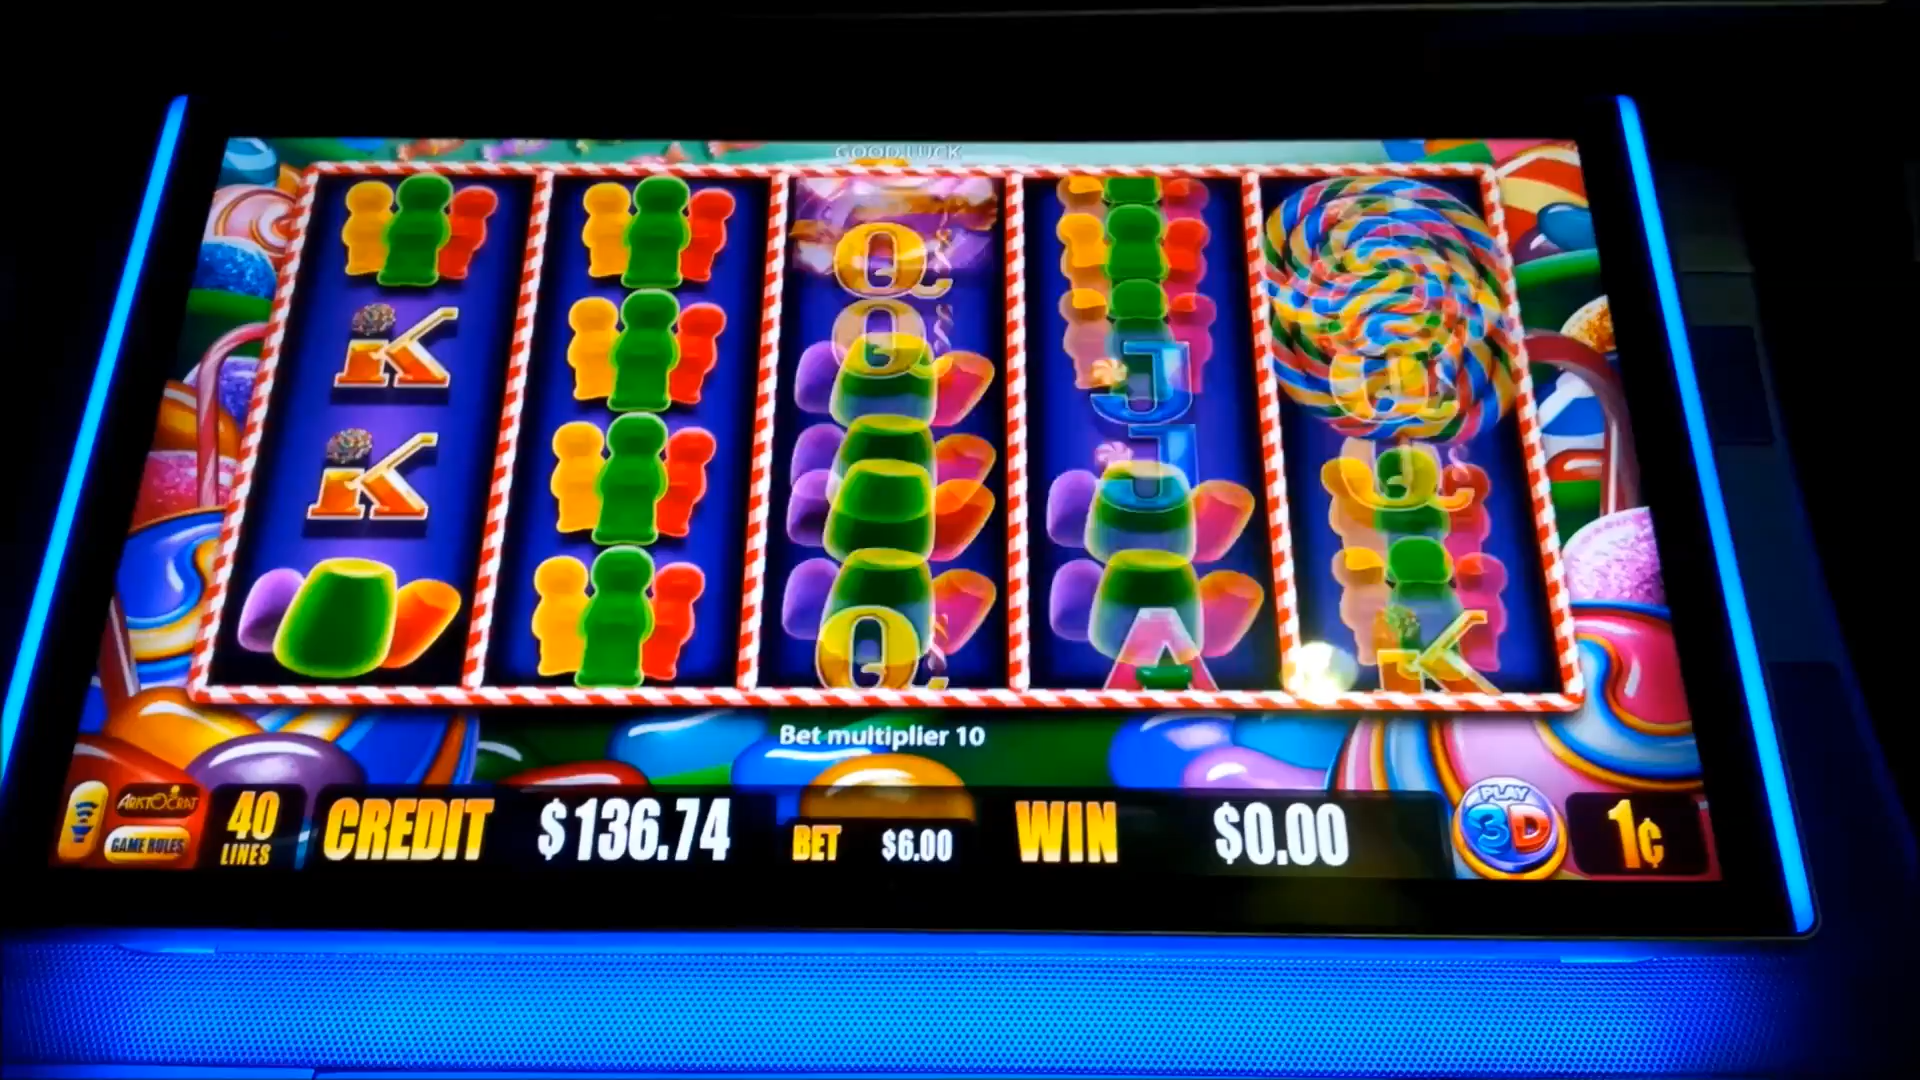 GOOD LUCK
Q
K
Q
J
Q
K
J
Q
A
K
Bet multiplier 10
ARISTOCRAT
GAME RULES
40
LINES
CREDIT $136.74
BET $6.00
WIN $0.00
PLAY
3D
1¢